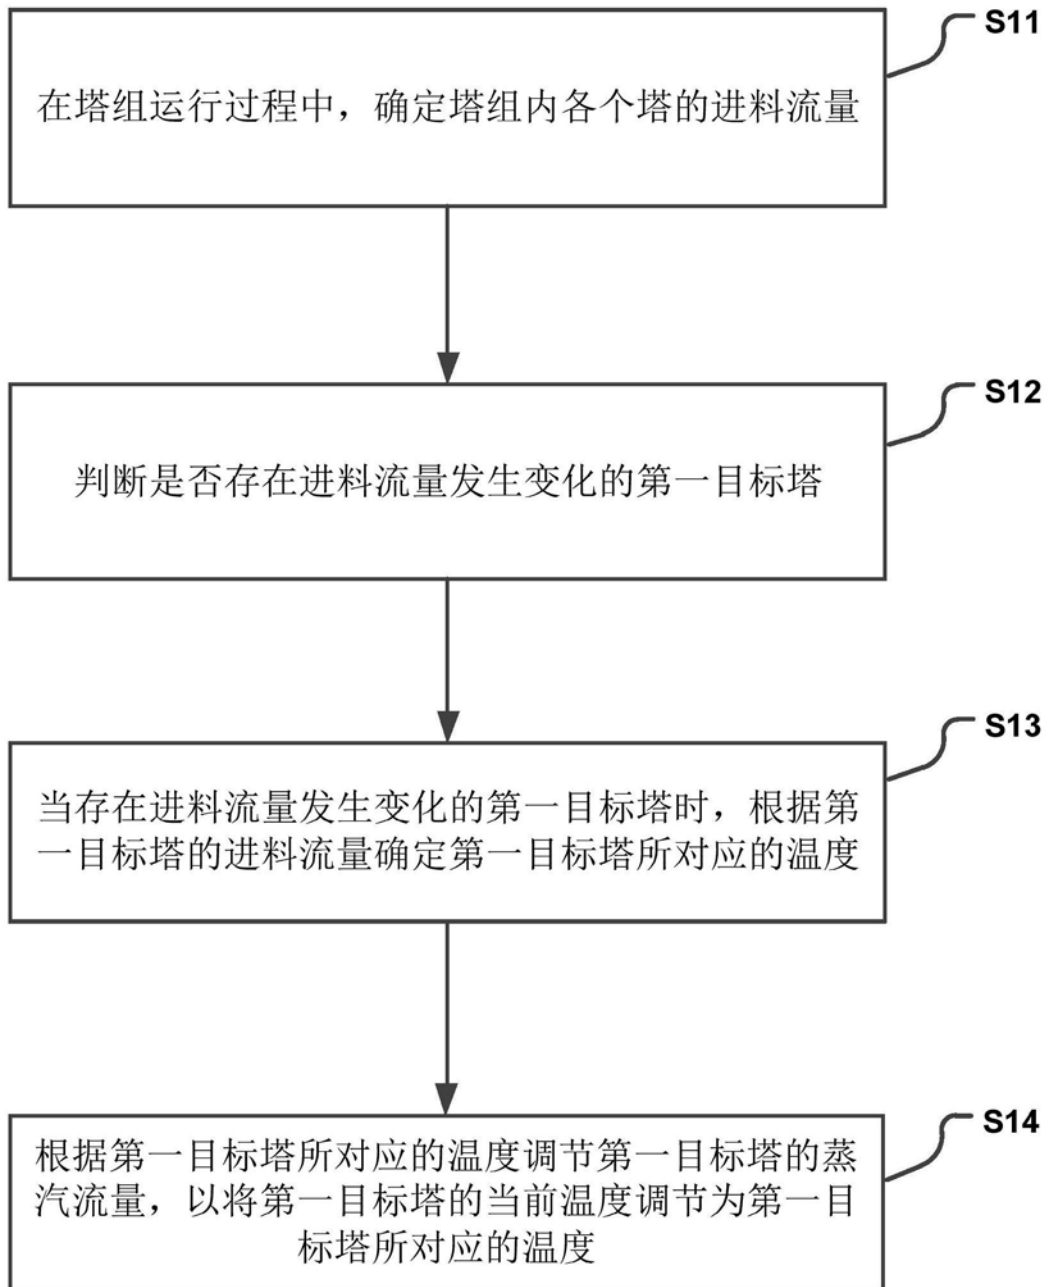 S11
在塔组运行过程中，确定塔组内各个塔的进料流量
S12
判断是否存在进料流量发生变化的第一目标塔
S13
当存在进料流量发生变化的第一目标塔时，根据第
一目标塔的进料流量确定第一目标塔所对应的温度
S14
根据第一目标塔所对应的温度调节第一目标塔的蒸
汽流量，以将第一目标塔的当前温度调节为第一目
标塔所对应的温度